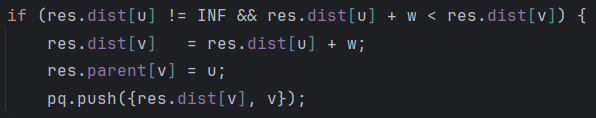 if (res.dist[u] != INF && res.dist[u] + w < res.dist[v]) {
    res.dist[v]   = res.dist[u] + w;
    res.parent[v] = u;
    pq.push({res.dist[v], v});